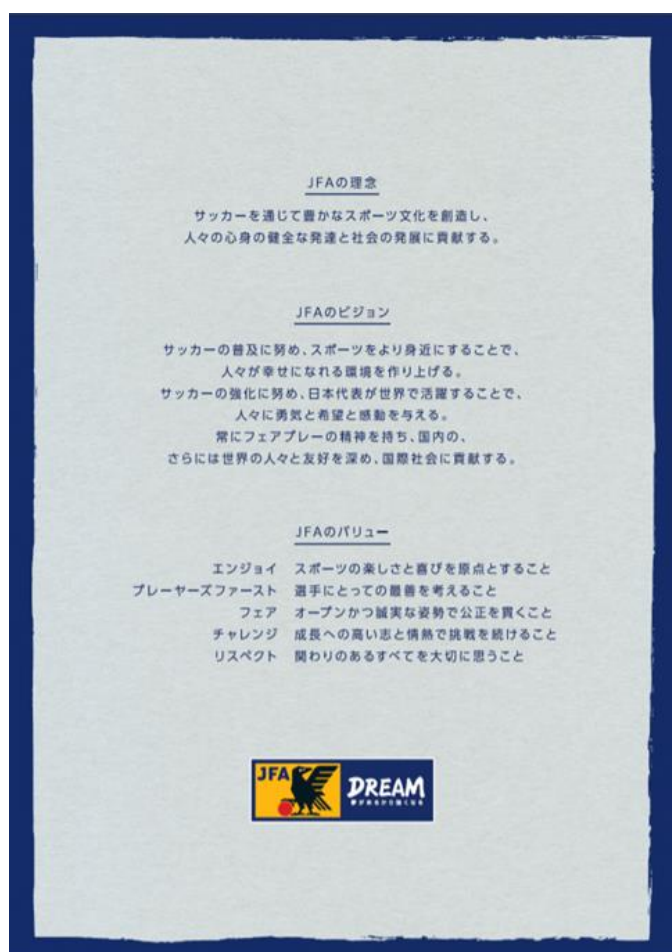 JFAの理念
サッカーを通じて豊かなスポーツ文化を創造し、
人々の心身の健全な発達と社会の発展に貢献する。
JFAのビジョン
サッカーの普及に努め、スポーツをより身近にすることで、
人々が幸せになれる環境を作り上げる。
サッカーの強化に努め、日本代表が世界で活躍することで、
人々に勇気と希望と感動を与える。
常にフェアプレーの精神を持ち、国内の、
さらには世界の人々と友好を深め、国際社会に貢献する。
JFAのバリュー
エンジョイ スポーツの楽しさと喜びを原点とすること
プレーヤーズファースト 選手にとっての最善を考えること
フェア オープンかつ誠実な姿勢で公正を貫くこと
チャレンジ 成長への高い志と情熱で挑戦を続けること
リスペクト 関わりのあるすべてを大切に思うこと
JFA
DREAM
夢があるから強くなる